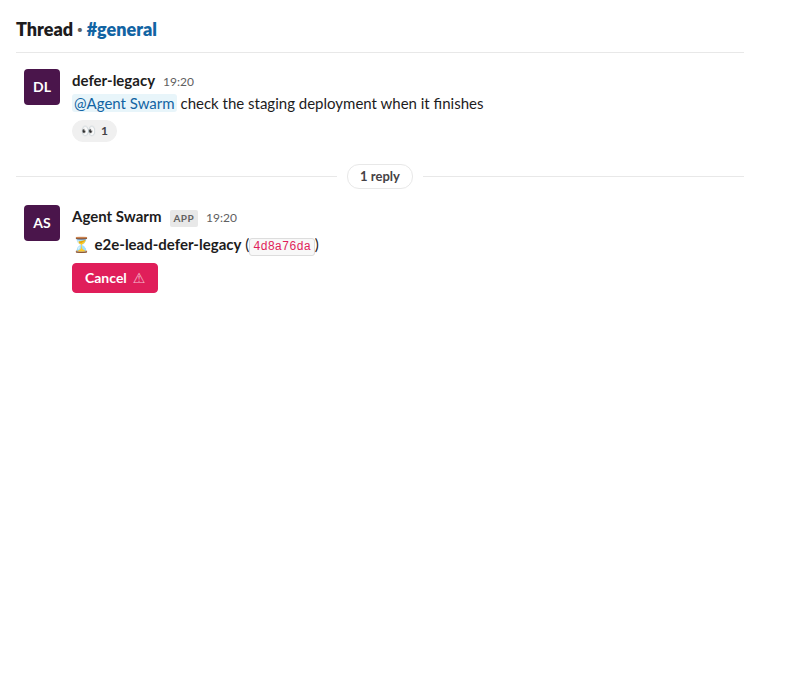 Thread • #general
DL
defer-legacy 19:20
@Agent Swarm check the staging deployment when it finishes
👀 1
1 reply
AS
Agent Swarm APP 19:20
⏳ e2e-lead-defer-legacy (4d8a76da)
Cancel ⚠